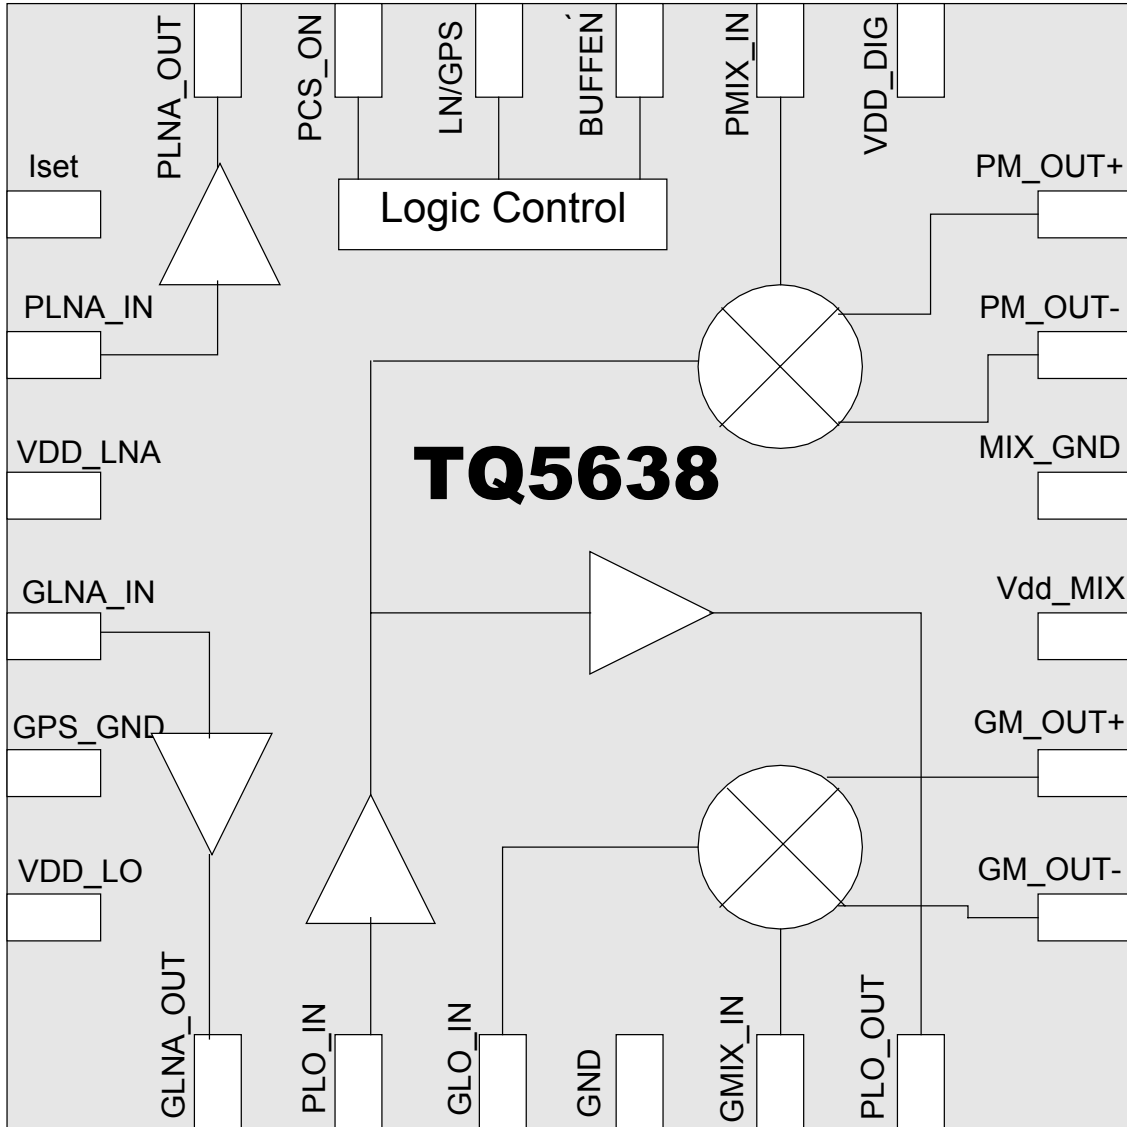 PLNA_OUT
PCS_ON
LN/GPS
BUFFEN`
PMIX_IN
VDD_DIG
Iset
PM_OUT+
Logic Control
PLNA_IN
PM_OUT-
VDD_LNA
TQ5638
MIX_GND
GLNA_IN
Vdd_MIX
GPS_GND
GM_OUT+
VDD_LO
GM_OUT-
GLNA_OUT
PLO_IN
GLO_IN
GND
GMIX_IN
PLO_OUT